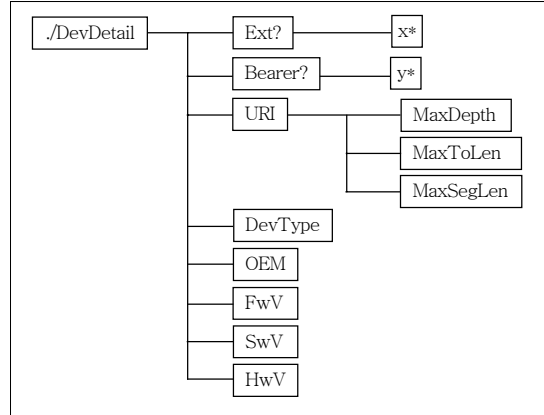 ./DevDetail Ext? x*
Bearer? y*
URI MaxDepth
MaxToLen
MaxSegLen
DevType
OEM
FwV
SwV
HwV